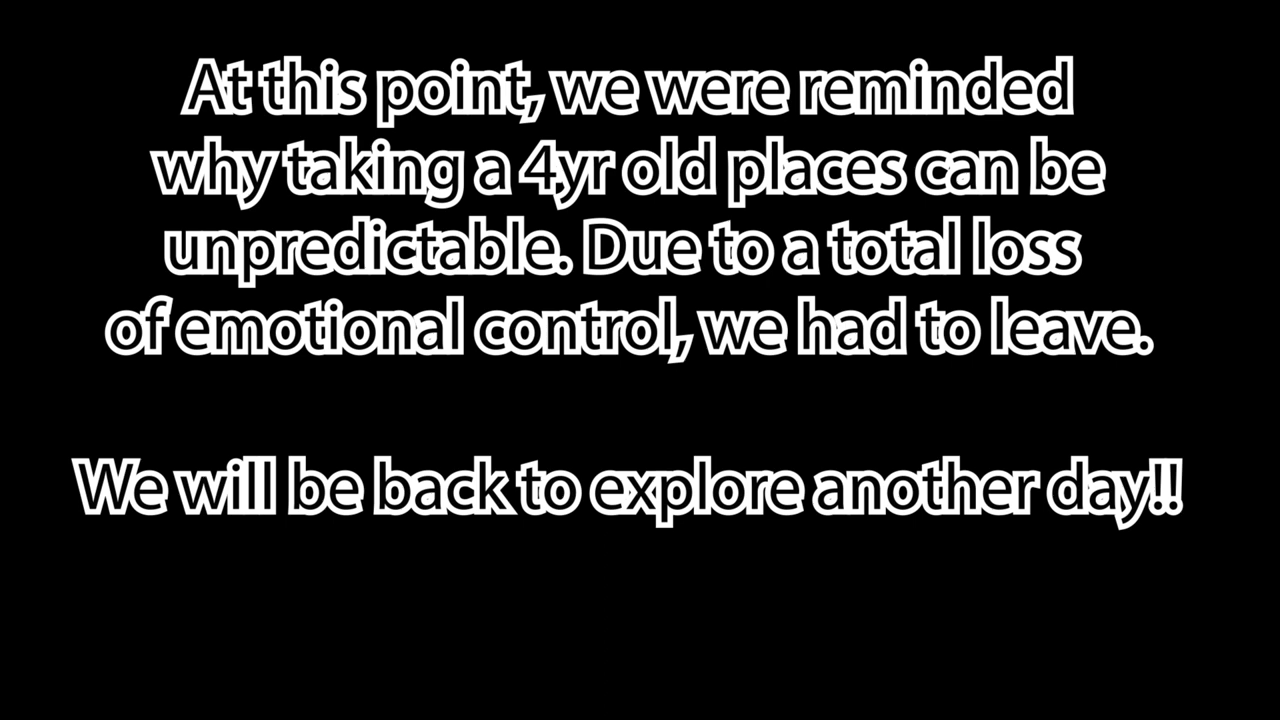 At this point, we were reminded
why taking a 4yr old places can be
unpredictable. Due to a total loss
of emotional control, we had to leave.
We will be back to explore another day!!